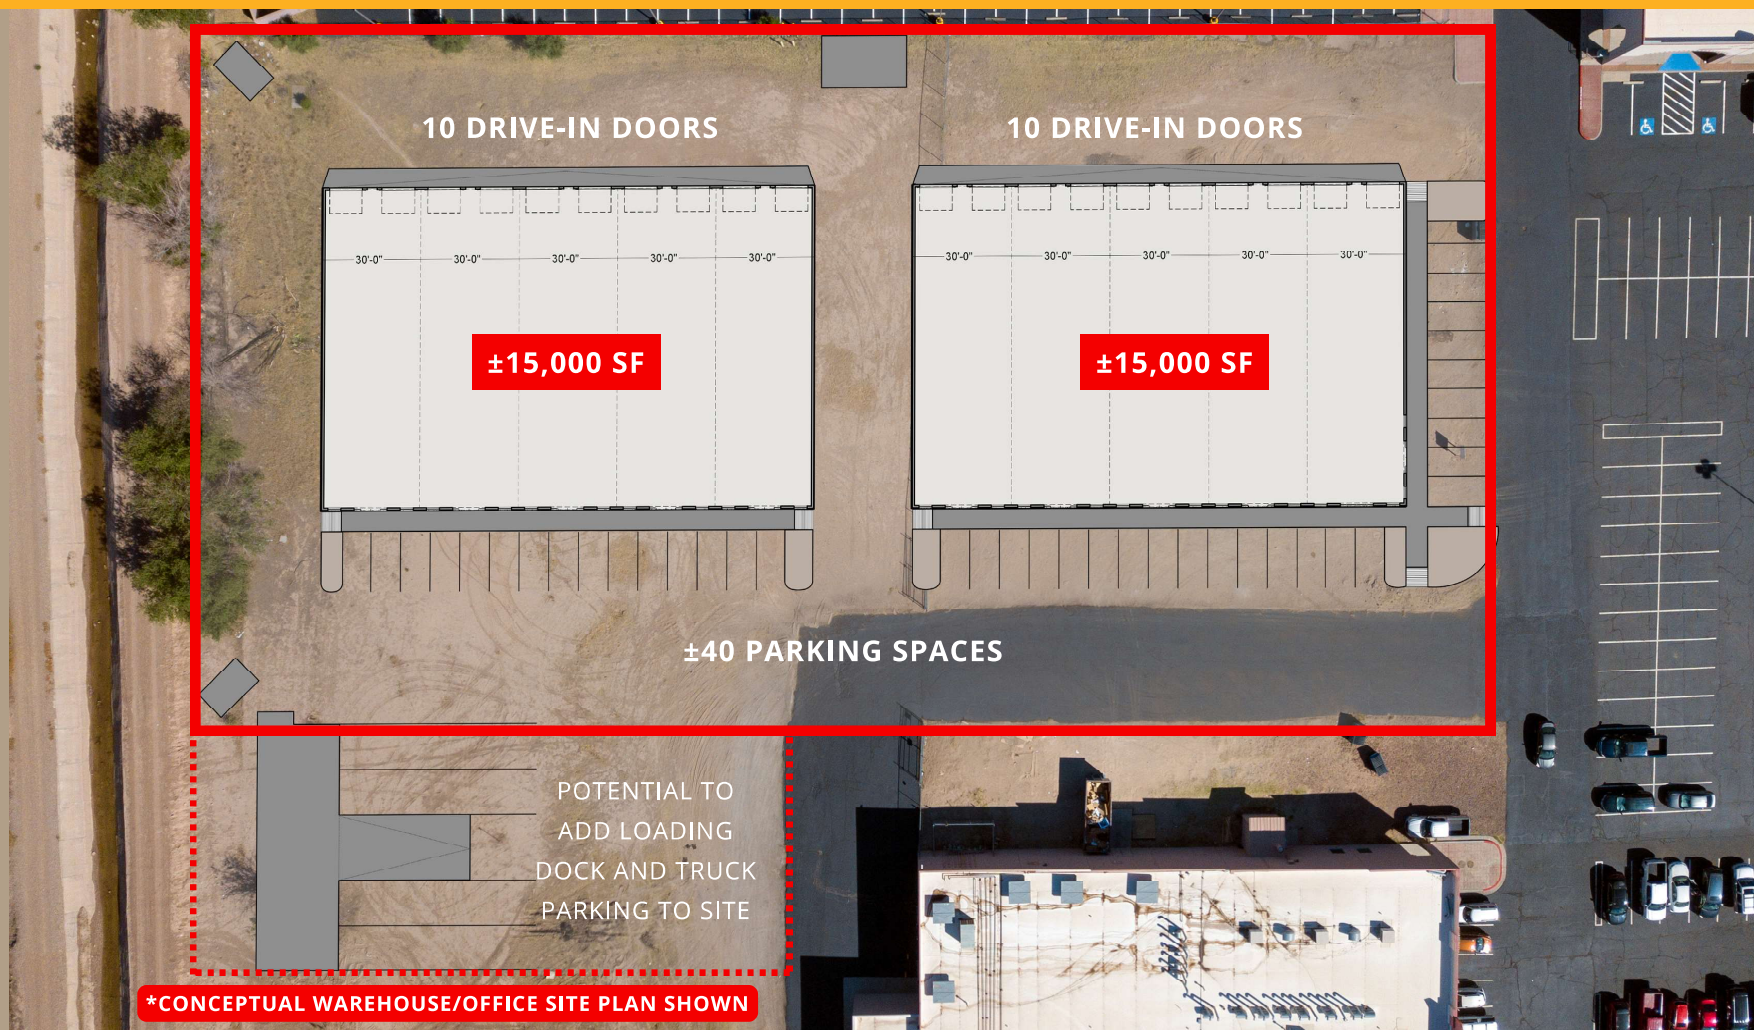 10 DRIVE-IN DOORS
10 DRIVE-IN DOORS
30'-0" 30'-0" 30'-0" 30'-0" 30'-0"
30'-0" 30'-0" 30'-0" 30'-0" 30'-0"
±15,000 SF
±15,000 SF
±40 PARKING SPACES
POTENTIAL TO
ADD LOADING
DOCK AND TRUCK
PARKING TO SITE
*CONCEPTUAL WAREHOUSE/OFFICE SITE PLAN SHOWN